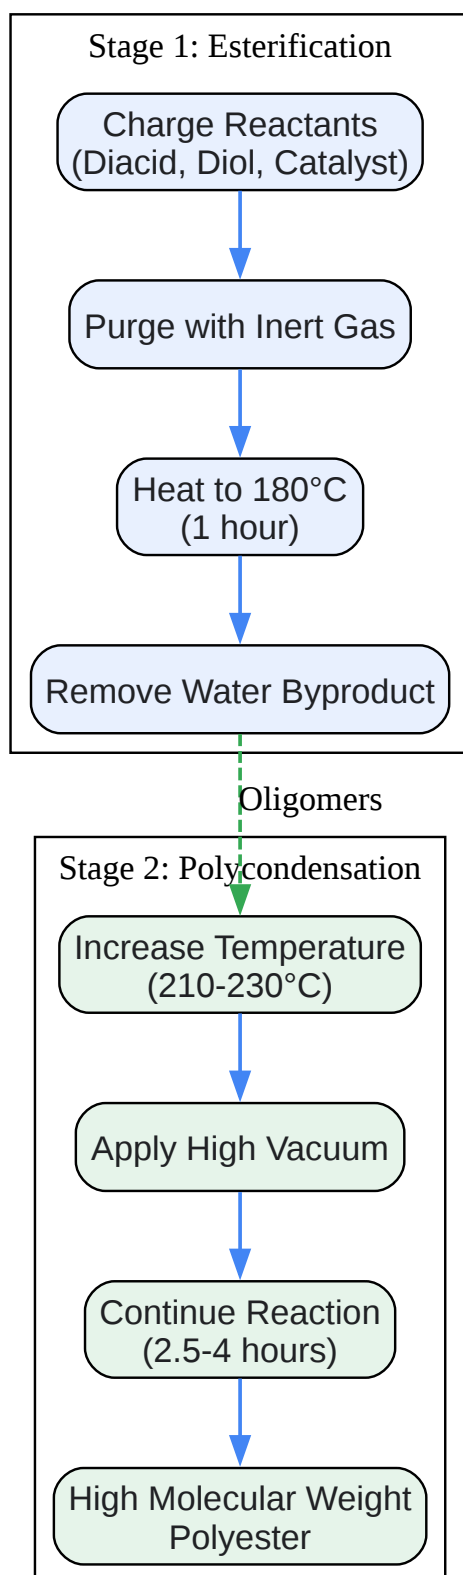 Stage 1: Esterification
Charge Reactants
(Diacid, Diol, Catalyst)
Purge with Inert Gas
Heat to 180°C
(1 hour)
Remove Water Byproduct
Oligomers
Stage 2: Polycondensation
Increase Temperature
(210-230°C)
Apply High Vacuum
Continue Reaction
(2.5-4 hours)
High Molecular Weight
Polyester